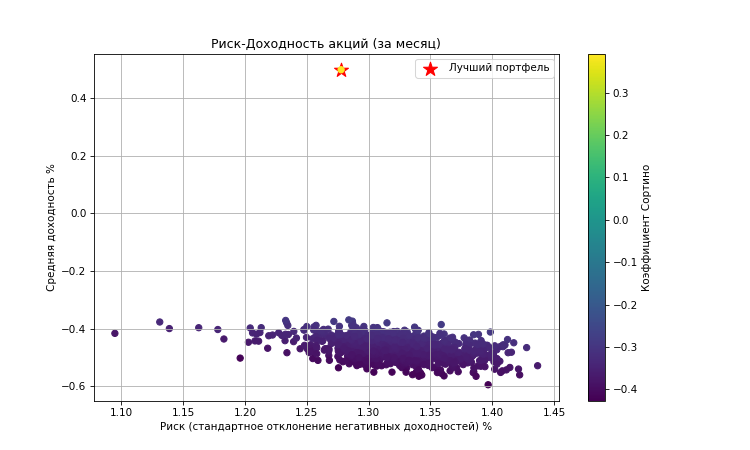 Риск-Доходность акций (за месяц)
Лучший портфель
Средняя доходность %
0.4
0.2
0.0
−0.2
−0.4
−0.6
1.10 1.15 1.20 1.25 1.30 1.35 1.40 1.45
Риск (стандартное отклонение негативных доходностей) %
0.3
0.2
0.1
0.0
−0.1
−0.2
−0.3
−0.4
Коэффициент Сортино